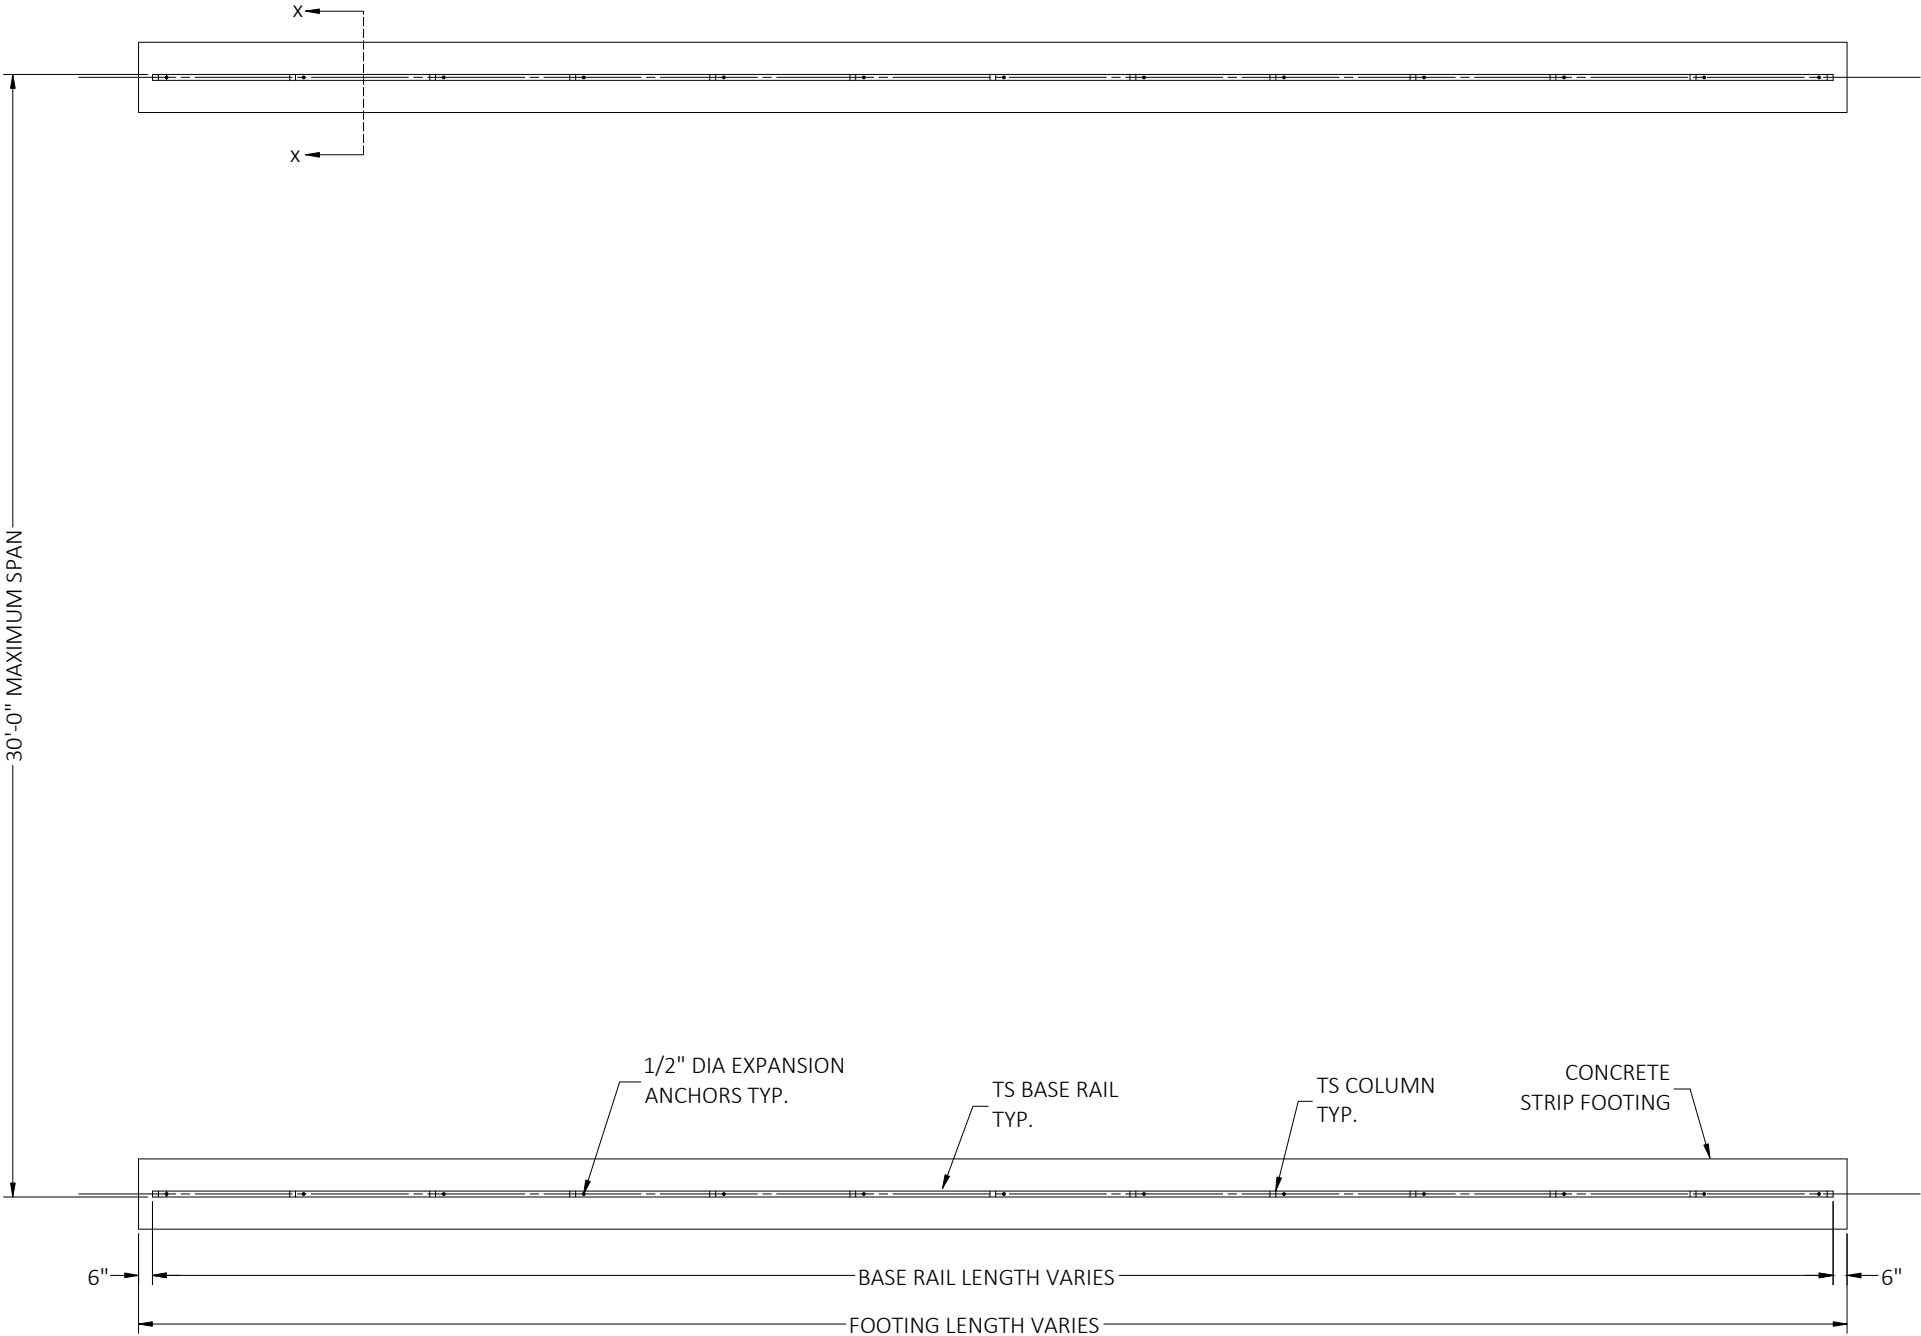 X
X
30'-0" MAXIMUM SPAN
1/2" DIA EXPANSION
ANCHORS TYP.
TS BASE RAIL
TYP.
TS COLUMN
TYP.
CONCRETE
STRIP FOOTING
6"
BASE RAIL LENGTH VARIES
6"
FOOTING LENGTH VARIES